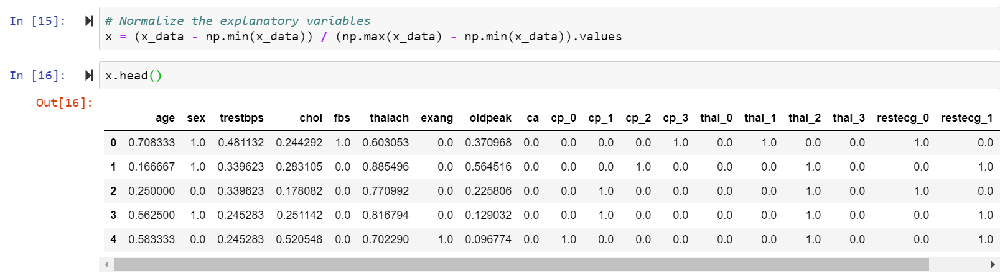 In [15]: # Normalize the explanatory variables
x = (x_data - np.min(x_data)) / (np.max(x_data) - np.min(x_data)).values
In [16]: x.head()
Out[16]:
age sex trestbps chol fbs thalach exang oldpeak ca cp_0 cp_1 cp_2 cp_3 thal_0 thal_1 thal_2 thal_3 restecg_0 restecg_1
0 0.708333 1.0 0.481132 0.244292 1.0 0.603053 0.0 0.370968 0.0 0.0 0.0 0.0 1.0 0.0 1.0 0.0 0.0 1.0 0.0
1 0.166667 1.0 0.339623 0.283105 0.0 0.885496 0.0 0.564516 0.0 0.0 0.0 1.0 0.0 0.0 0.0 1.0 0.0 0.0 1.0
2 0.250000 0.0 0.339623 0.178082 0.0 0.770992 0.0 0.225806 0.0 0.0 1.0 0.0 0.0 0.0 0.0 1.0 0.0 1.0 0.0
3 0.562500 1.0 0.245283 0.251142 0.0 0.816794 0.0 0.129032 0.0 0.0 1.0 0.0 0.0 0.0 0.0 1.0 0.0 0.0 1.0
4 0.583333 0.0 0.245283 0.520548 0.0 0.702290 1.0 0.096774 0.0 1.0 0.0 0.0 0.0 0.0 0.0 1.0 0.0 0.0 1.0